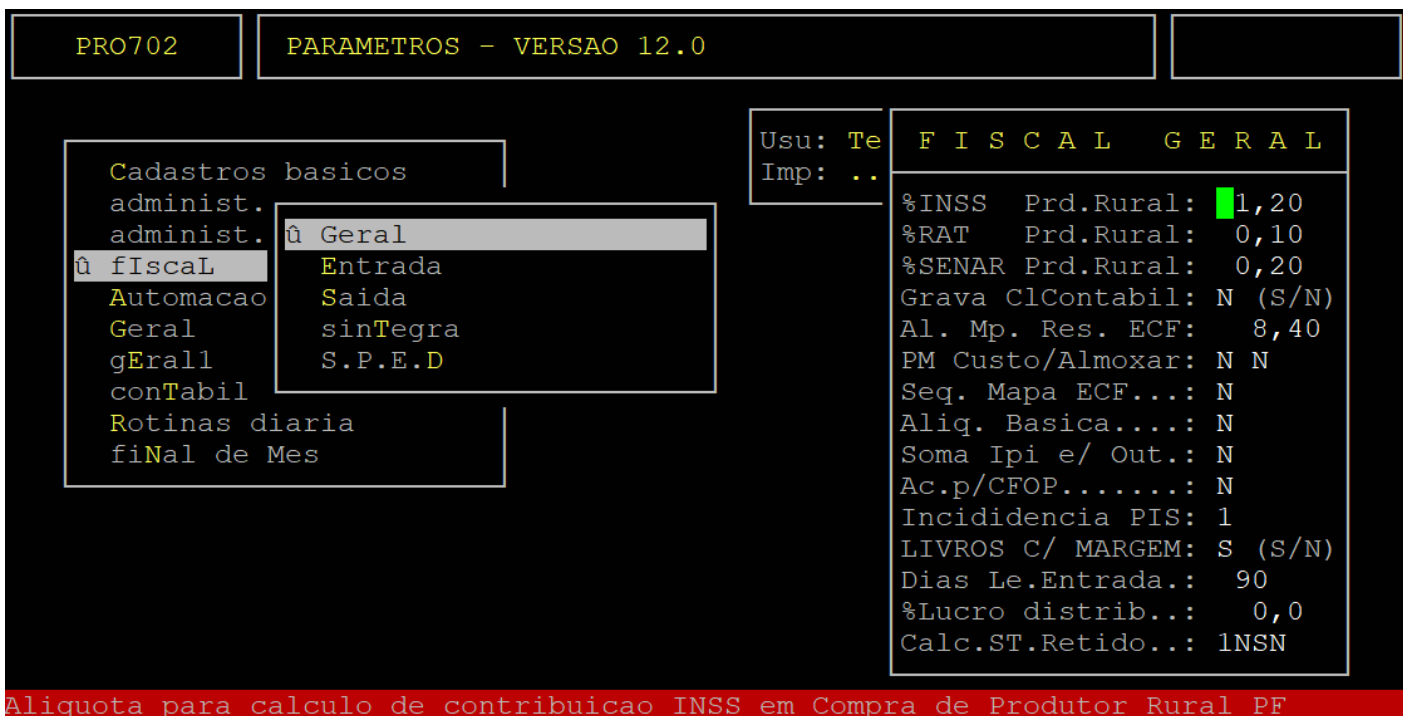 PRO702
PARAMETROS - VERSAO 12.0
Usu: Te
Imp: ..
Cadastros basicos
administ.
administ.
û fIscaL
Automacao
Geral
gEral1
conTabil
Rotinas diaria
fiNal de Mes
û Geral
Entrada
Saida
sinTegra
S.P.E.D
F I S C A L   G E R A L
%INSS  Prd.Rural: 1,20
%RAT   Prd.Rural: 0,10
%SENAR Prd.Rural: 0,20
Grava ClContabil: N (S/N)
Al. Mp. Res. ECF: 8,40
PM Custo/Almoxar: N N
Seq. Mapa ECF...: N
Aliq. Basica....: N
Soma Ipi e/ Out.: N
Ac.p/CFOP.......: N
Incididencia PIS: 1
LIVROS C/ MARGEM: S (S/N)
Dias Le.Entrada.: 90
%Lucro distrib..: 0,0
Calc.ST.Retido..: 1NSN
Aliquota para calculo de contribuicao INSS em Compra de Produtor Rural PF